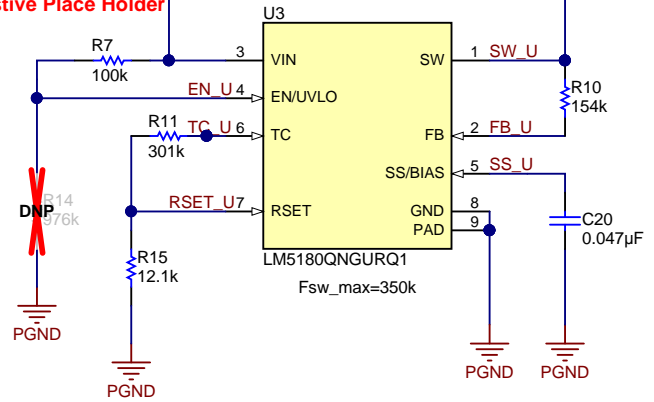 stive Place Holder
U3
R7
100k
3
VIN
SW
1
SW_U
EN_U
4
EN/UVLO
R10
154k
R11
301k
TC_U
6
TC
FB
2
FB_U
SS/BIAS
5
SS_U
R14
976k
DNP
RSET_U
7
RSET
GND
8
PAD
9
C20
0.047µF
R15
12.1k
LM5180QNGURQ1
Fsw_max=350k
PGND
PGND
PGND
PGND